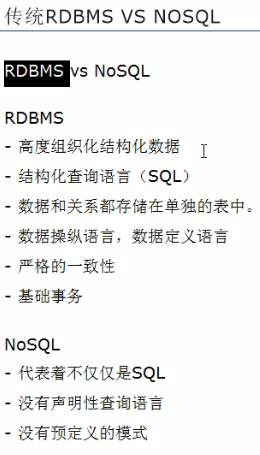 传统RDBMS VS NOSQL
RDBMS vs NoSQL
RDBMS
- 高度组织化结构化数据
- 结构化查询语言（SQL）
- 数据和关系都存储在单独的表中。
- 数据操纵语言，数据定义语言
- 严格的一致性
- 基础事务
NoSQL
- 代表着不仅仅是SQL
- 没有声明性查询语言
- 没有预定义的模式